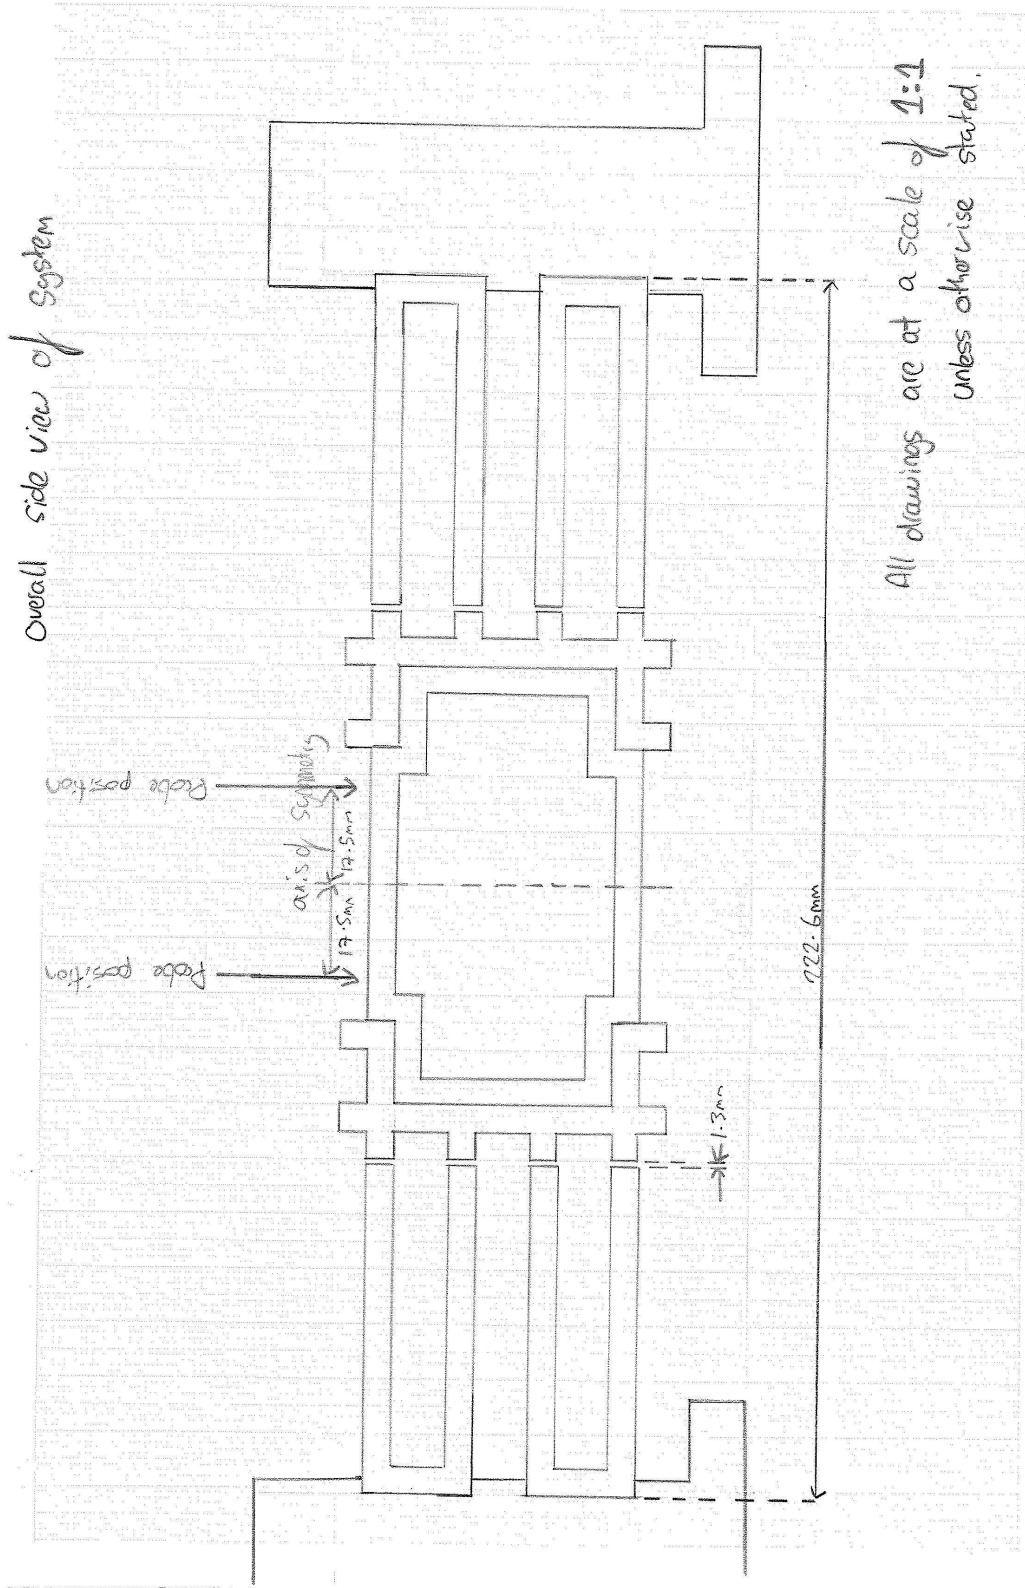 Overall side view of System
Probe position
Probe position
axis of symmetry
17.5mm
17.5mm
222.6mm
1.3mm
All drawings are at a scale of 1:1
unless otherwise stated.